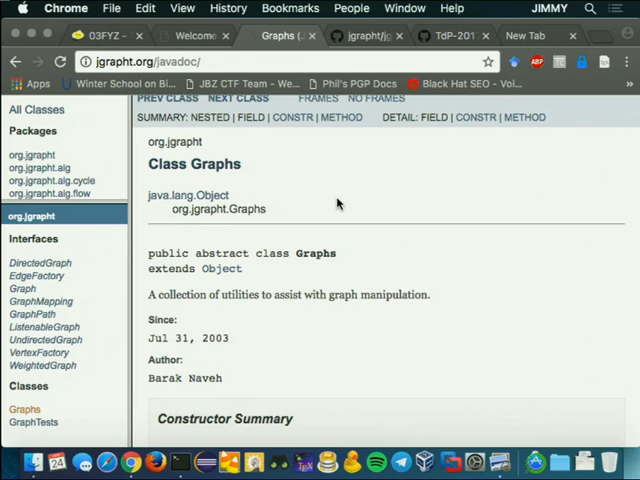 Chrome File Edit View History Bookmarks People Window Help JIMMY
03FYZ - Welcome Graphs (. jgrapht/jg TdP-201 New Tab
jgrapht.org/javadoc/
Apps Winter School on Bi... JBZ CTF Team - We... Phil's PGP Docs Black Hat SEO - Voi...
All Classes
Packages
org.jgrapht
org.jgrapht.alg
org.jgrapht.alg.cycle
org.jgrapht.alg.flow
org.jgrapht
Interfaces
DirectedGraph
EdgeFactory
Graph
GraphMapping
GraphPath
ListenableGraph
UndirectedGraph
VertexFactory
WeightedGraph
Classes
Graphs
GraphTests
PREV CLASS NEXT CLASS FRAMES NO FRAMES
SUMMARY: NESTED | FIELD | CONSTR | METHOD DETAIL: FIELD | CONSTR | METHOD
org.jgrapht
Class Graphs
java.lang.Object
org.jgrapht.Graphs
public abstract class Graphs
extends Object
A collection of utilities to assist with graph manipulation.
Since:
Jul 31, 2003
Author:
Barak Naveh
Constructor Summary